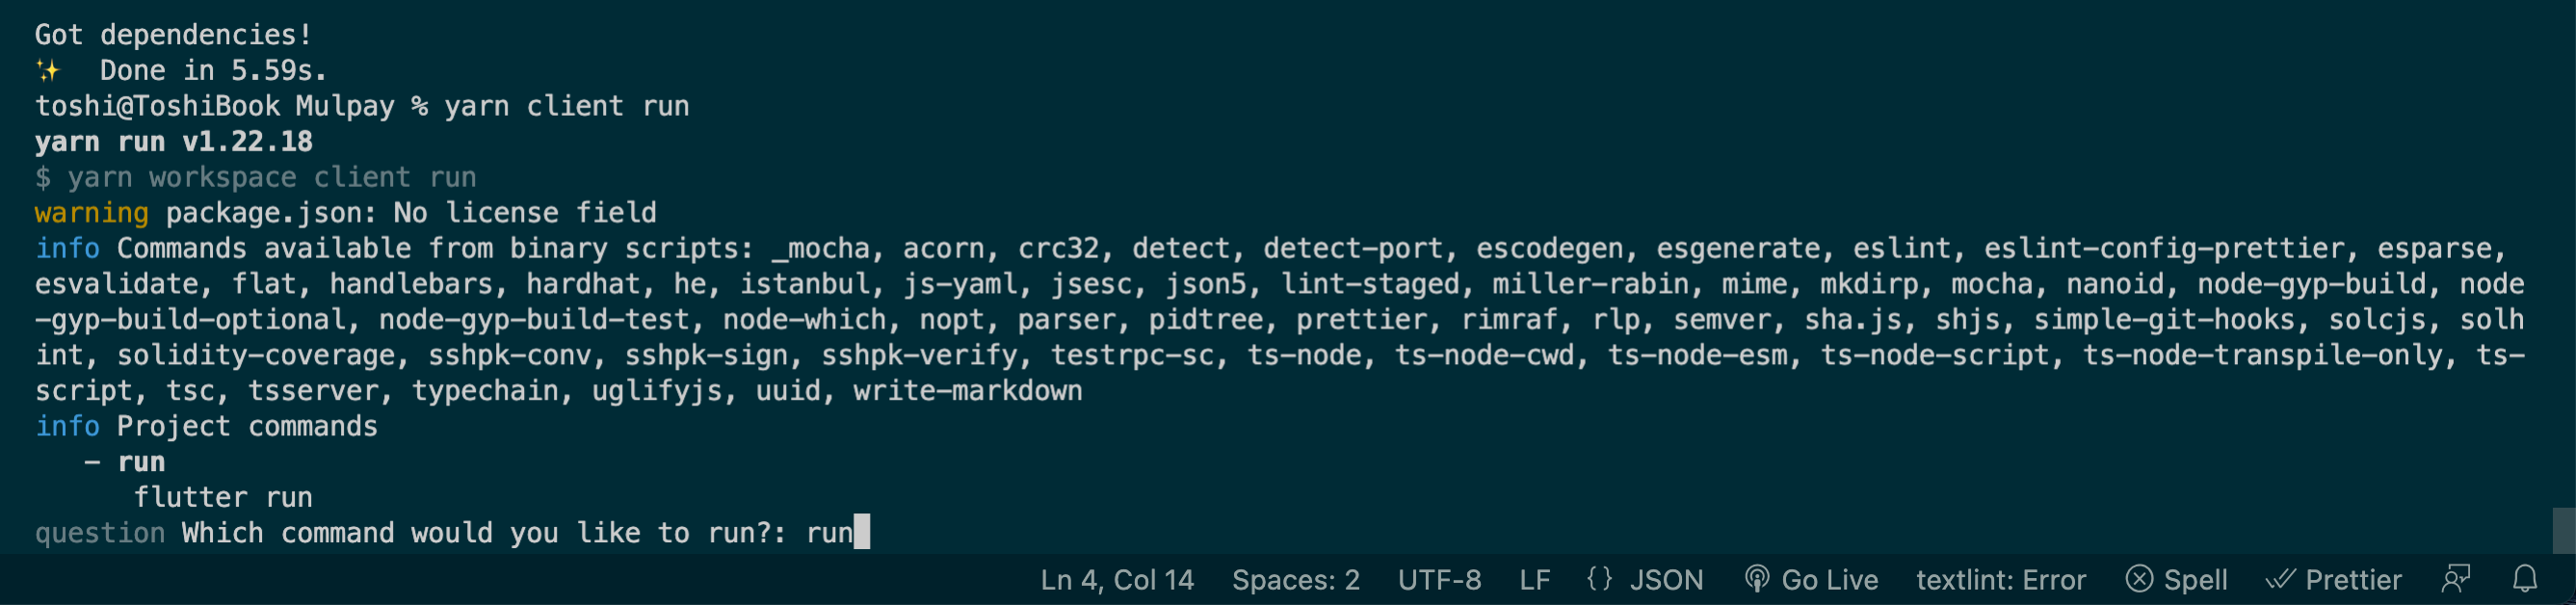 Got dependencies!
✨  Done in 5.59s.
toshi@ToshiBook Mulpay % yarn client run
yarn run v1.22.18
$ yarn workspace client run
warning package.json: No license field
info Commands available from binary scripts: _mocha, acorn, crc32, detect, detect-port, escodegen, esgenerate, eslint, eslint-config-prettier, esparse,
esvalidate, flat, handlebars, hardhat, he, istanbul, js-yaml, jsesc, json5, lint-staged, miller-rabin, mime, mkdirp, mocha, nanoid, node-gyp-build, node
-gyp-build-optional, node-gyp-build-test, node-which, nopt, parser, pidtree, prettier, rimraf, rlp, semver, sha.js, shjs, simple-git-hooks, solcjs, solh
int, solidity-coverage, sshpk-conv, sshpk-sign, sshpk-verify, testrpc-sc, ts-node, ts-node-cwd, ts-node-esm, ts-node-script, ts-node-transpile-only, ts-
script, tsc, tsserver, typechain, uglifyjs, uuid, write-markdown
info Project commands
   - run
      flutter run
question Which command would you like to run?: run
Ln 4, Col 14 Spaces: 2 UTF-8 LF {} JSON Go Live textlint: Error Spell Prettier